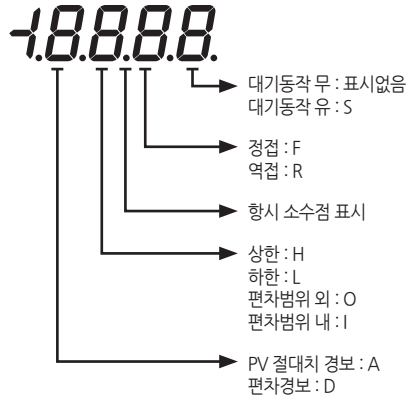 -1.8.8.8.8.
대기동작 무 : 표시없음
대기동작 유 : S
정접 : F
역접 : R
항시 소수점 표시
상한 : H
하한 : L
편차범위 외 : O
편차범위 내 : I
PV 절대치 경보 : A
편차경보 : D